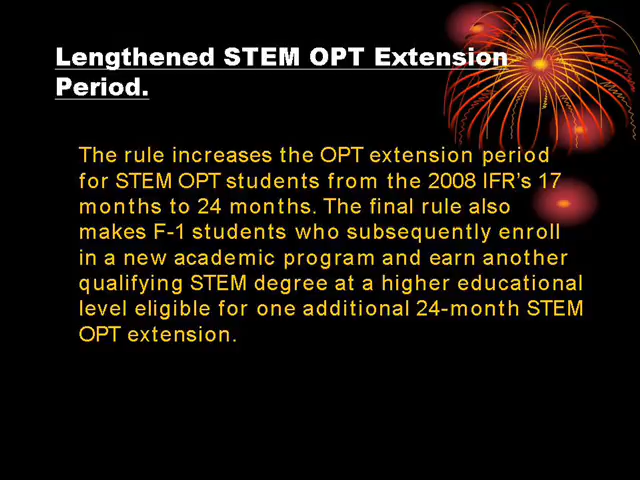 Lengthened STEM OPT Extension
Period.
The rule increases the OPT extension period
for STEM OPT students from the 2008 IFR's 17
months to 24 months. The final rule also
makes F-1 students who subsequently enroll
in a new academic program and earn another
qualifying STEM degree at a higher educational
level eligible for one additional 24-month STEM
OPT extension.